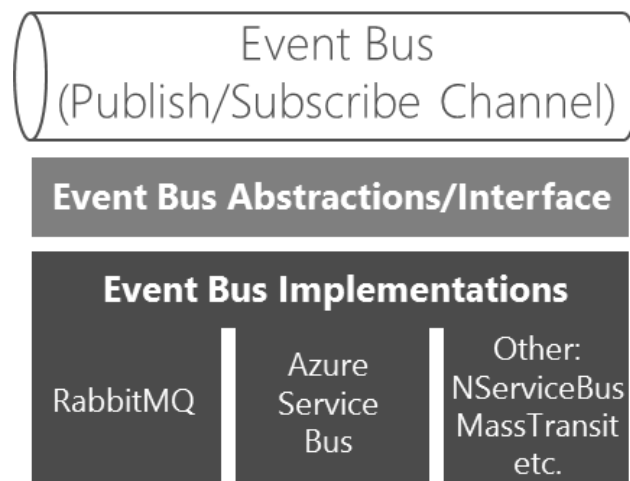 Event Bus
(Publish/Subscribe Channel)
Event Bus Abstractions/Interface
Event Bus Implementations
RabbitMQ
Azure
Service
Bus
Other:
NServiceBus
MassTransit
etc.